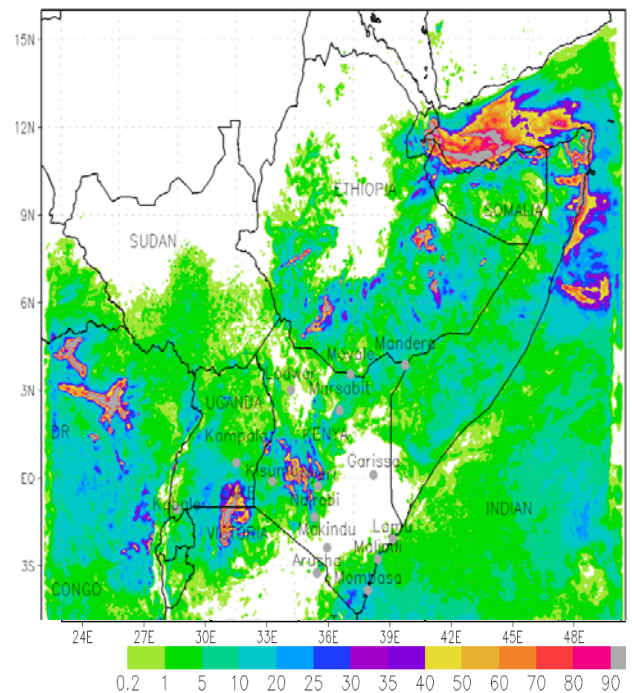 15N
12N
ETHIOPIA
9N
SOMALIA
SUDAN
6N
Mandera
Moyale
Lodwar
3N
Marsabit
UGANDA
DR
Kampala
KENYA
Garissa
Kisumu
EQ
Nairobi
INDIAN
VICTORIA
Makindu
Lamu
Malindi
3S
Arusha
Mombasa
CONGO
24E 27E 30E 33E 36E 39E 42E 45E 48E
0.2 1 5 10 20 25 30 35 40 50 60 70 80 90